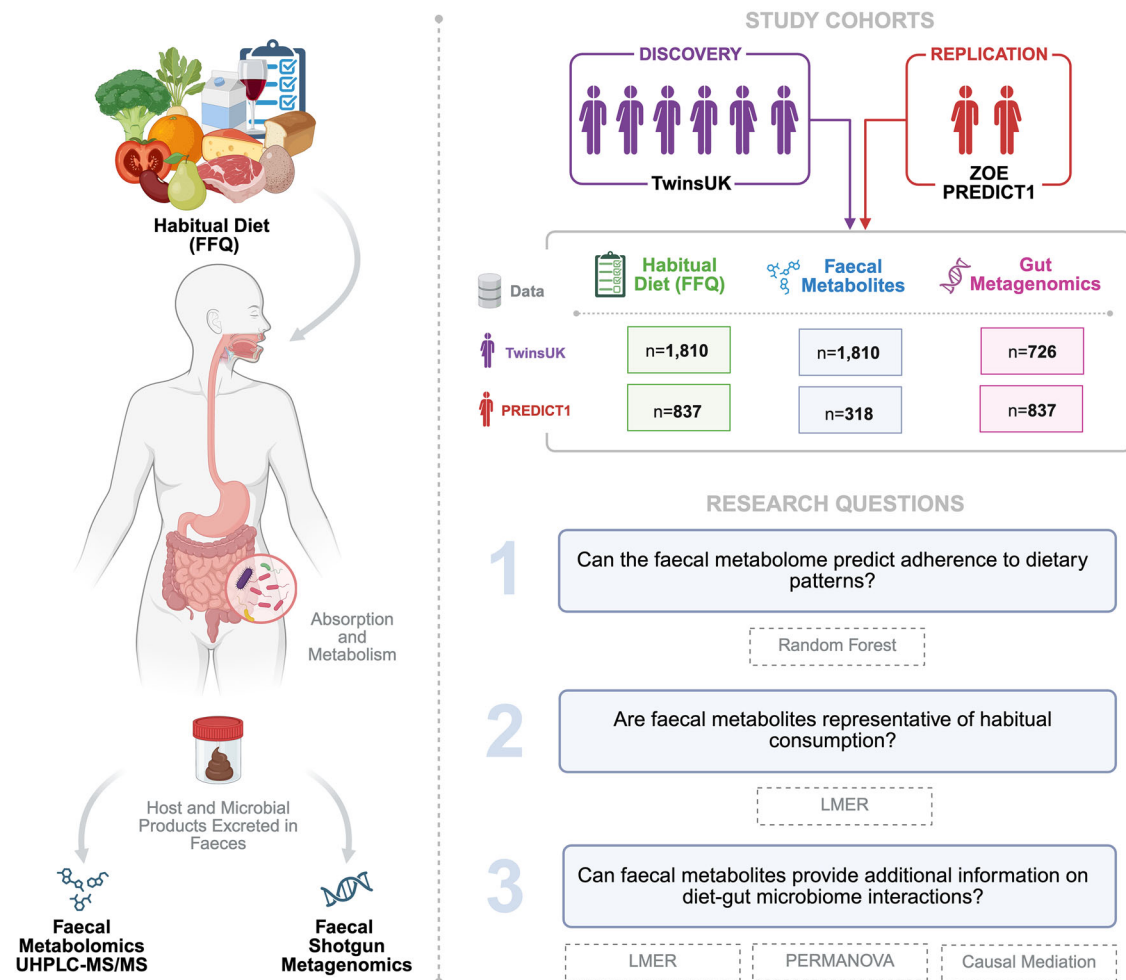 Habitual Diet
(FFQ)
Absorption
and
Metabolism
Host and Microbial
Products Excreted in
Faeces
Faecal
Metabolomics
UHPLC-MS/MS
Faecal
Shotgun
Metagenomics
STUDY COHORTS
DISCOVERY
TwinsUK
REPLICATION
ZOE
PREDICT1
Data
Habitual
Diet (FFQ)
Faecal
Metabolites
Gut
Metagenomics
TwinsUK
n=1,810
n=1,810
n=726
PREDICT1
n=837
n=318
n=837
RESEARCH QUESTIONS
1
Can the faecal metabolome predict adherence to dietary
patterns?
Random Forest
2
Are faecal metabolites representative of habitual
consumption?
LMER
3
Can faecal metabolites provide additional information on
diet-gut microbiome interactions?
LMER
PERMANOVA
Causal Mediation